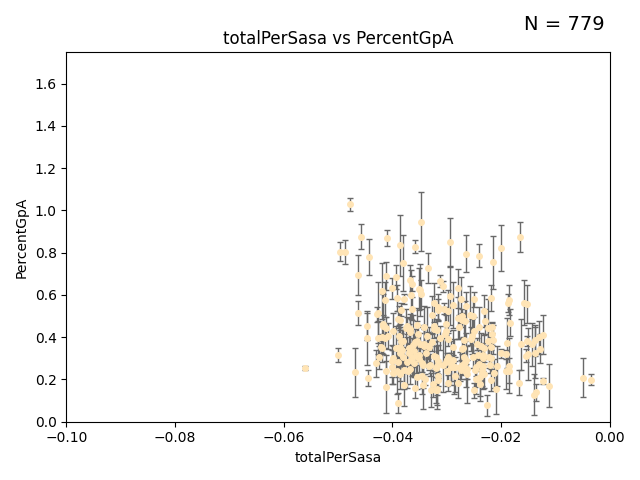 N = 779
totalPerSasa vs PercentGpA
PercentGpA
1.6
1.4
1.2
1.0
0.8
0.6
0.4
0.2
0.0
−0.10 −0.08 −0.06 −0.04 −0.02 0.00
totalPerSasa